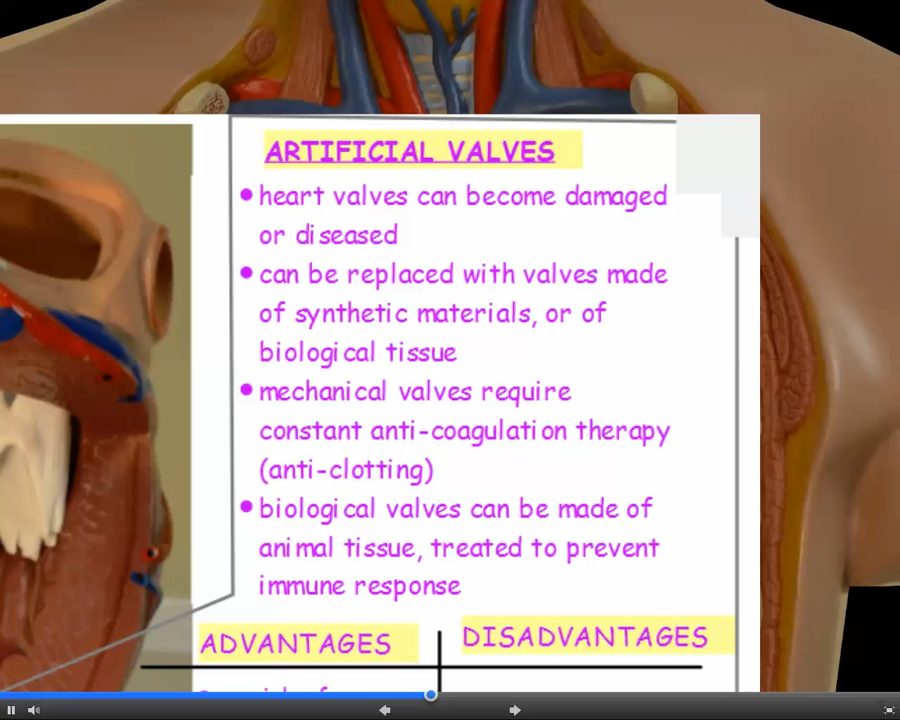 ARTIFICIAL VALVES
• heart valves can become damaged
or diseased
• can be replaced with valves made
of synthetic materials, or of
biological tissue
• mechanical valves require
constant anti-coagulation therapy
(anti-clotting)
• biological valves can be made of
animal tissue, treated to prevent
immune response
ADVANTAGES DISADVANTAGES